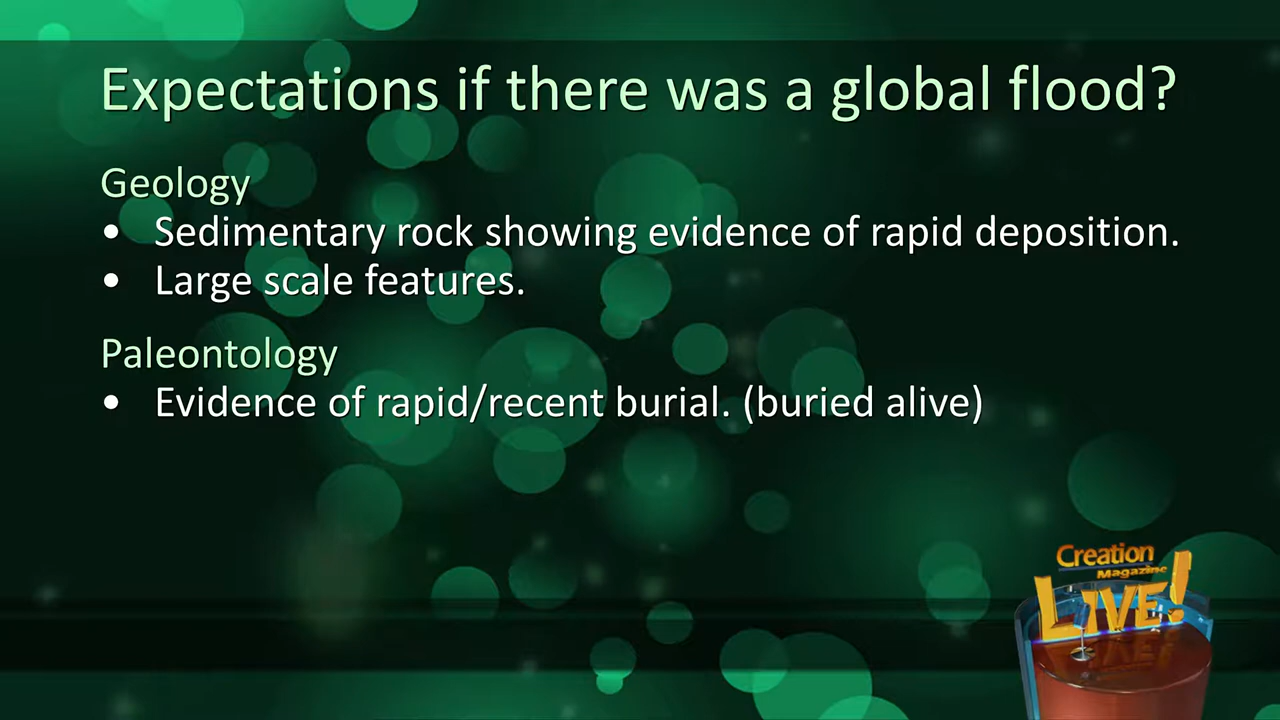 Expectations if there was a global flood?
Geology
• Sedimentary rock showing evidence of rapid deposition.
• Large scale features.
Paleontology
• Evidence of rapid/recent burial. (buried alive)
Creation
Magazine
LIVE!